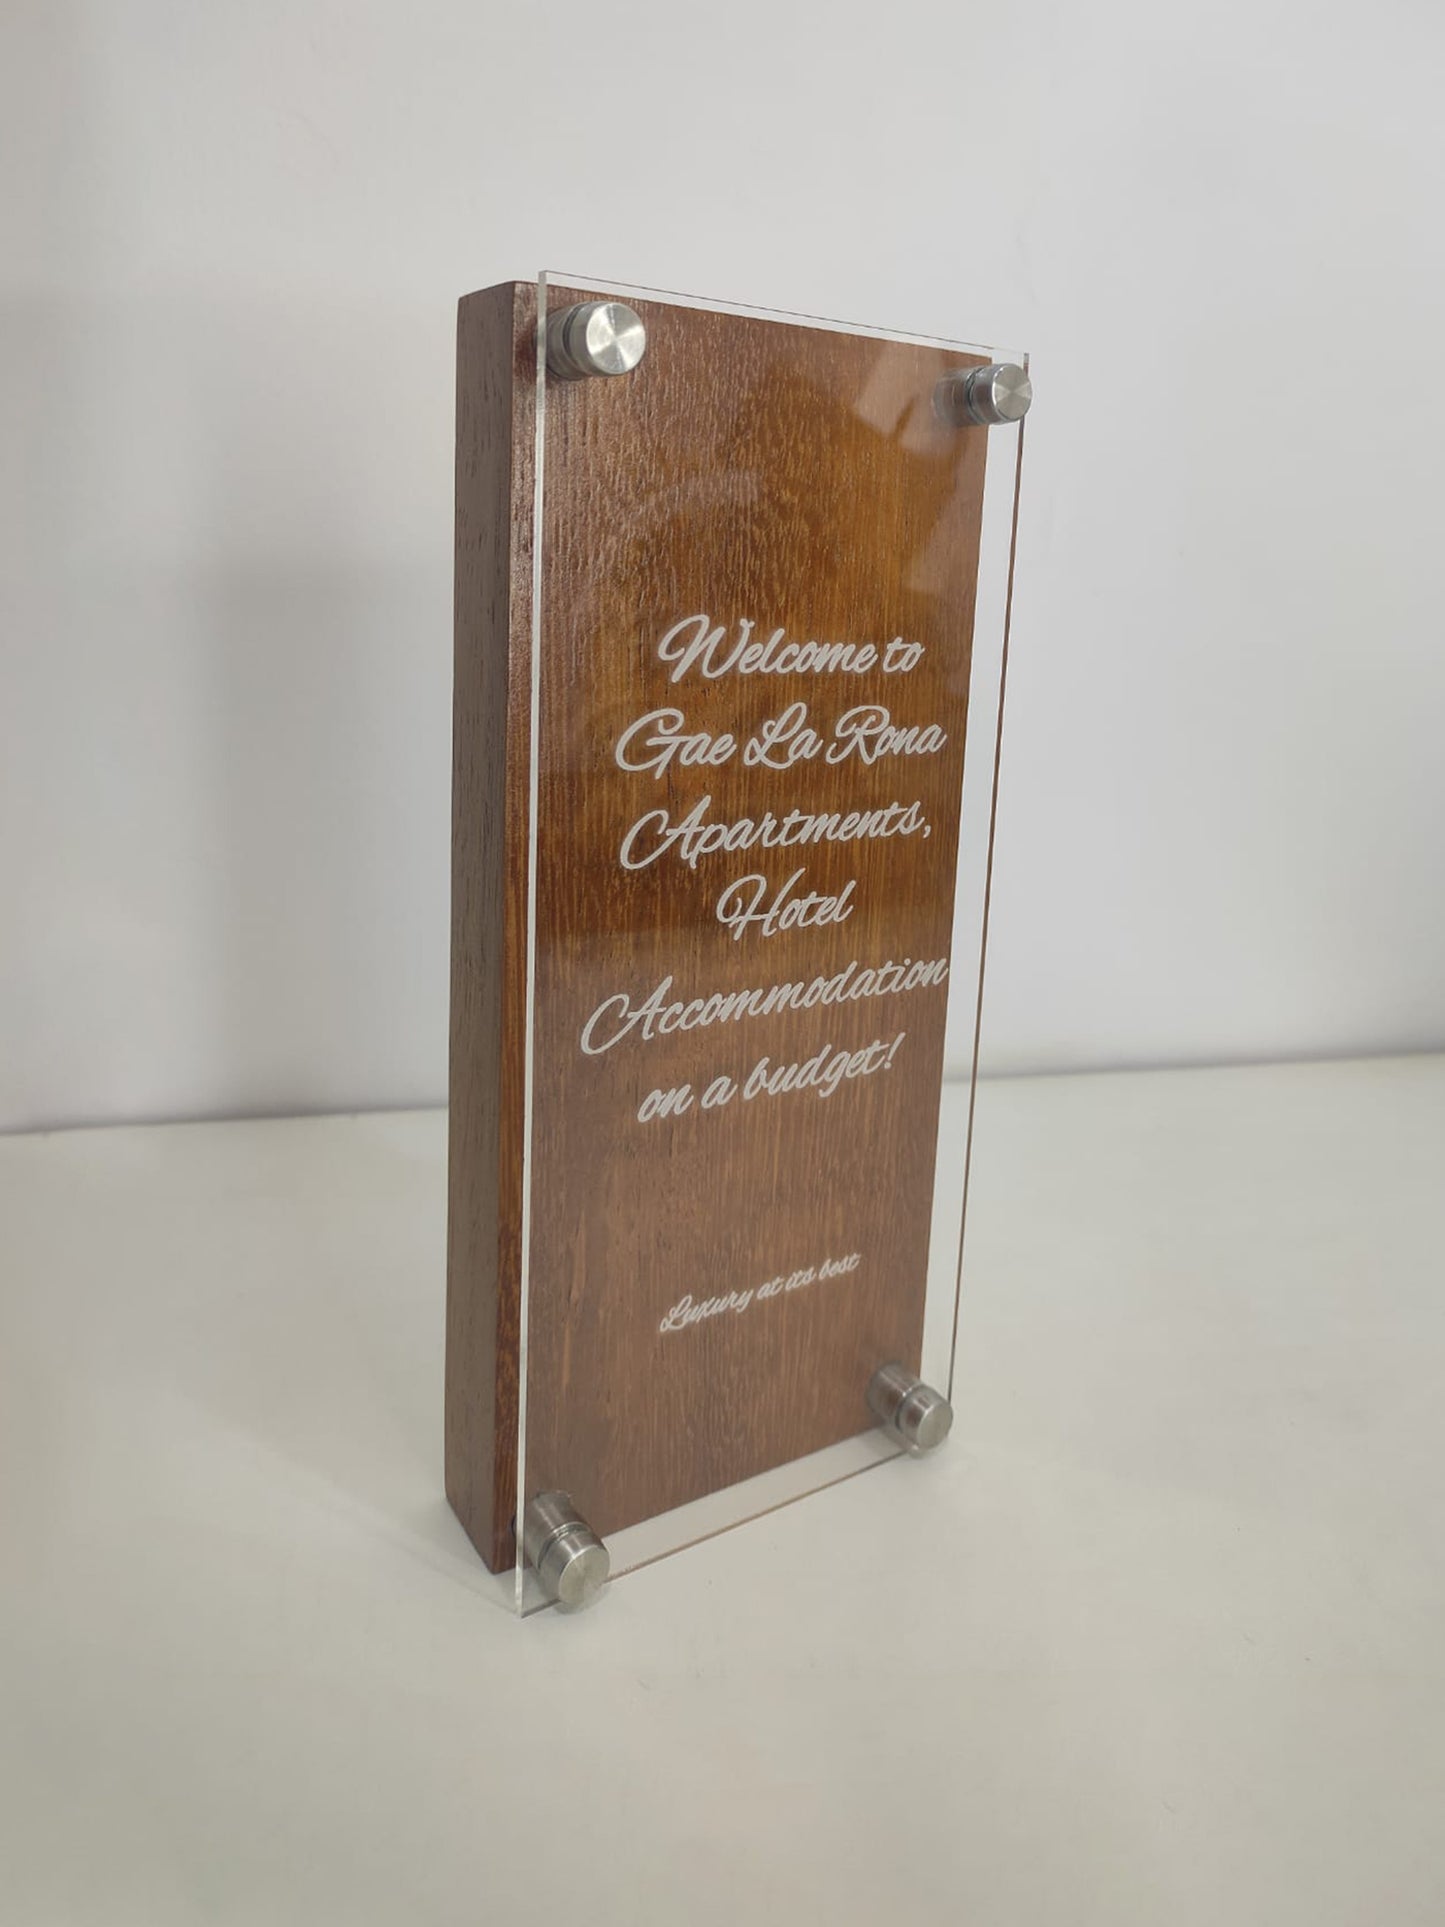 Welcome to
Gae La Rona
Apartments,
Hotel
Accommodation
on a budget!
Luxury at its best